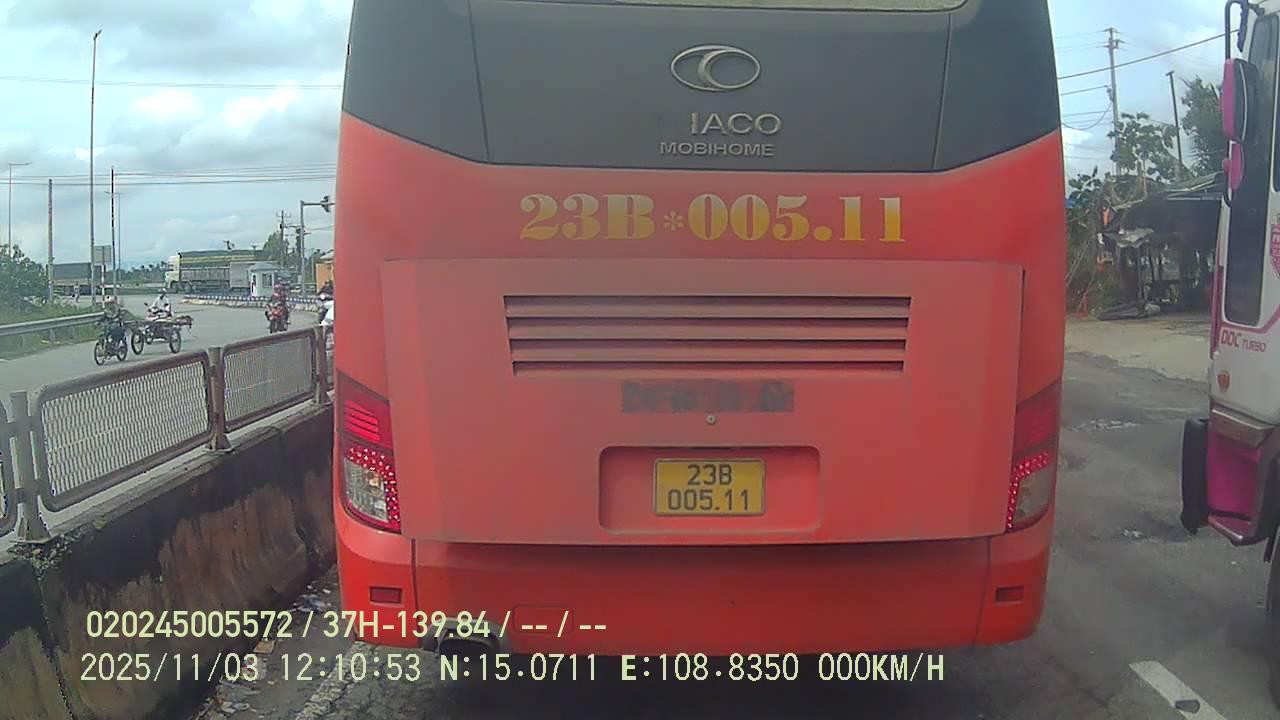 IACO
MOBIHOME
23B*005.11
23B
005.11
DDC TURBO
020245005572 / 37H-139.84 / -- / --
2025/11/03 12:10:53 N:15.0711 E:108.8350 000KM/H